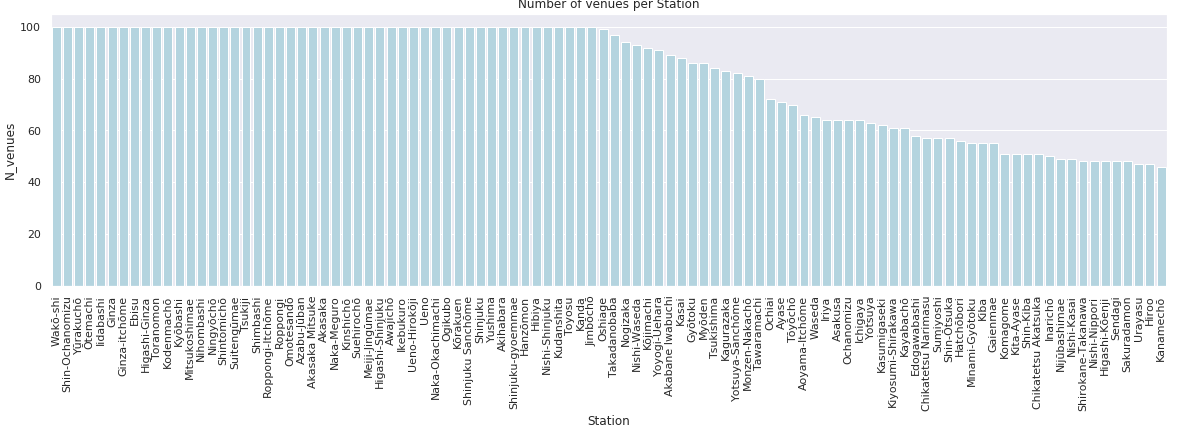 Number of venues per Station
N_venues
100
80
60
40
20
0
Wakō-shi
Shin-Ochanomizu
Yūrakuchō
Ōtemachi
Iidabashi
Ginza
Ginza-Itchōme
Ebisu
Higashi-Ginza
Toranomon
Kodemmachō
Kyōbashi
Mitsukoshimae
Nihombashi
Ningyōchō
Shintomichō
Suitengūmae
Tsukiji
Shimbashi
Roppongi-Itchōme
Roppongi
Omotesandō
Azabu-Jūban
Akasaka Mitsuke
Akasaka
Naka-Meguro
Kinshichō
Suehirochō
Meiji-Jingūmae
Higashi-Shinjuku
Awajichō
Ikebukuro
Ueno-Hirokōji
Ueno
Naka-Okachimachi
Ogikubo
Kōrakuen
Shinjuku Sanchōme
Shinjuku
Yushima
Akihabara
Shinjuku-gyoemmae
Hanzōmon
Hibiya
Nishi-Shinjuku
Kudanshita
Toyosu
Kanda
Jimbōchō
Oshiage
Takadanobaba
Nogizaka
Nishi-Waseda
Kōjimachi
Yoyogi-Uehara
Akabane Iwabuchi
Kasai
Gyōtoku
Myōden
Tsukishima
Kagurazaka
Yotsuya-Sanchōme
Monzen-Nakachō
Tawaramachi
Ochiai
Ayase
Tōyōchō
Aoyama-Itchōme
Waseda
Iriya
Asakusa
Ochanomizu
Ichigaya
Yotsuya
Kasumigaseki
Kiyosumi-Shirakawa
Kayabachō
Edogawabashi
Chikatetsu Narimasu
Sumiyoshi
Shin-Ōtsuka
Hatchōbori
Minami-Gyōtoku
Kiba
Gaienmae
Komagome
Kita-Ayase
Shin-Kiba
Chikatetsu Akatsuka
Inarichō
Nijūbashimae
Nishi-Kasai
Shirokane-Takanawa
Nishi-Nippori
Higashi-Kōenji
Sendagi
Sakuradamon
Urayasu
Hiroo
Kanamechō
Station